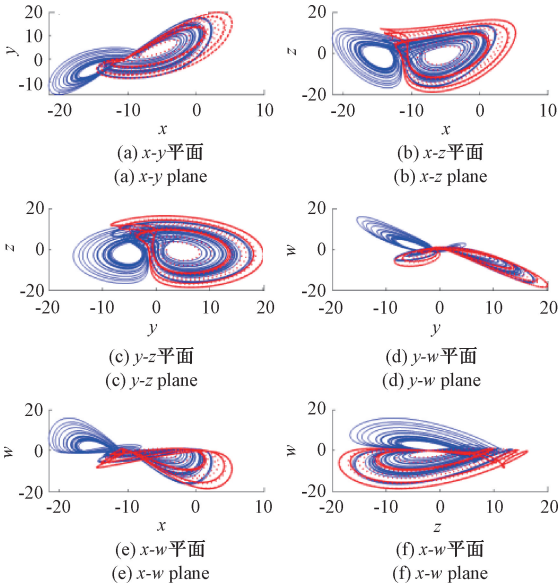 20
10
0
-10
y
-20 -10 0 10
x
(a) x-y平面
(a) x-y plane
20
10
0
-10
-20
z
-20 -10 0 10
x
(b) x-z平面
(b) x-z plane
20
0
-20
z
-20 -10 0 10 20
y
(c) y-z平面
(c) y-z plane
20
0
-20
w
-20 -10 0 10 20
y
(d) y-w平面
(d) y-w plane
20
0
-20
w
-20 -10 0 10
x
(e) x-w平面
(e) x-w plane
20
0
-20
w
-20 -10 0 10 20
z
(f) x-w平面
(f) x-w plane